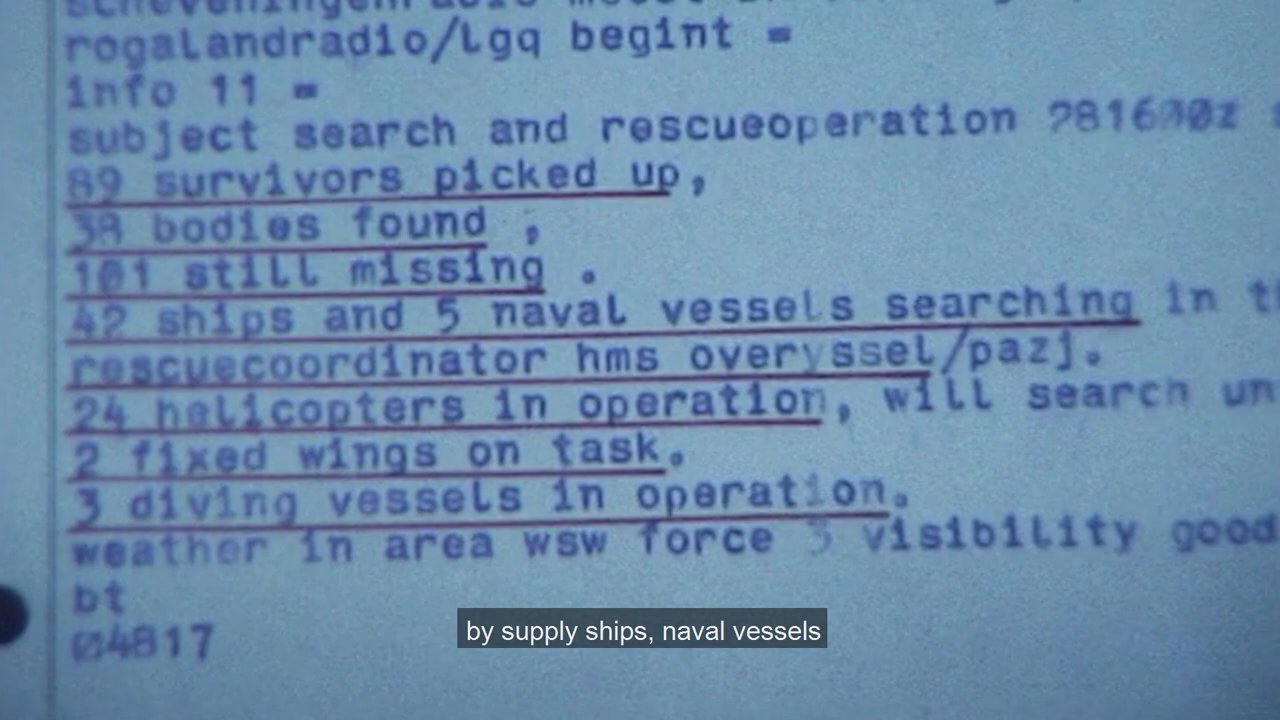 rogalandradio/lgq begint =
info 11 =
subject search and rescueoperation 281600z
89 survivors picked up,
38 bodies found ,
101 still missing .
42 ships and 5 naval vessels searching in
rescuecoordinator hms overyssel/pazj.
24 helicopters in operation, will search
2 fixed wings on task.
3 diving vessels in operation.
weather in area wsw force 3 visibility good
bt
04817
by supply ships, naval vessels